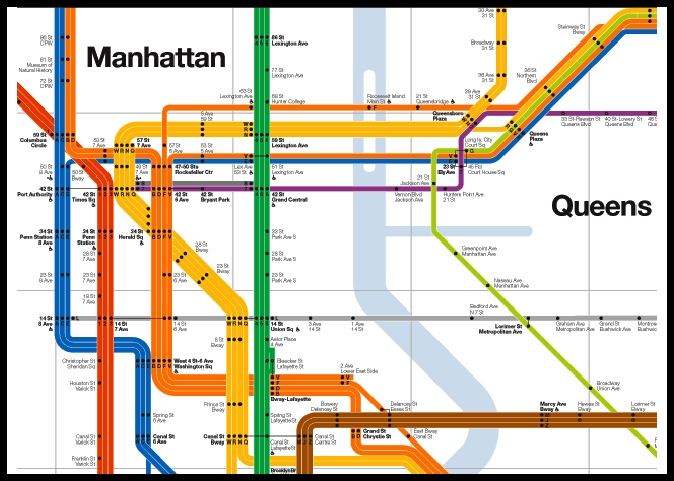 Manhattan
Queens
86 St
CPW
81 St
Museum of
Natural History
72 St
CPW
59 St
Columbus
Circle
86 St
Lexington Ave
77 St
Lexington Ave
68 St
Hunter College
Lexington Ave
59 St
Lexington Ave
51 St
Lexington Ave
5 Ave
59 St
57 St
7 Ave
57 St
6 Ave
53 St
47-50 Sts
Rockefeller Ctr
49 St
7 Ave
50 St
8 Ave
50 St
Bway
Roosevelt Island
Main St
21 St
Queensbridge
30 Ave
31 St
Broadway
31 St
36 Ave
31 St
39 Ave
31 St
Queensboro
Plaza
Steinway St
Bway
36 St
Northern
Blvd
Queens
Plaza
33 St-Rawson St
Queens Blvd
40 St-Lowery St
Queens Blvd
Long Is. City
Court Sq
23 St
Ely Ave
45 Rd
Court House Sq
21 St
Jackson Ave
Hunters Point Ave
21 St
Vernon Blvd
Jackson Ave
42 St
Port Authority
42 St
Times Sq
W R N Q
B D F V
42 St
6 Ave
42 St
Bryant Park
42 St
Grand Central
34 St
Penn Station
8 Ave
34 St
Penn
Station
34 St
Herald Sq
33 St
Park Ave S
28 St
Park Ave S
23 St
Park Ave S
28 St
Bway
23 St
Bway
28 St
7 Ave
23 St
8 Ave
23 St
7 Ave
23 St
6 Ave
18 St
7 Ave
14 St
8 Ave
L
14 St
7 Ave
14 St
6 Ave
W R N Q
14 St
Union Sq
3 Ave
14 St
1 Ave
14 St
Greenpoint Ave
Manhattan Ave
Nassau Ave
Manhattan Ave
Bedford Ave
N 7 St
Lorimer St
Metropolitan Ave
Graham Ave
Metropolitan Av
Grand St
Bushwick Av
8 St
Bway
Astor Place
4 Ave
Christopher St
Sheridan Sq
West 4 St-6 Ave
Washington Sq
Bleecker St
Lafayette St
2 Ave
Lower East Side
Bway-Lafayette
Houston St
Varick St
Prince St
Bway
Spring St
6 Ave
Spring St
Lafayette St
Bowery
Delancey St
Delancey St
Essex St
Broadway
Union Ave
Marcy Ave
Bway
Hewes St
Bway
Lorimer St
Bway
Canal St
Varick St
Canal St
6 Ave
Canal St
Bway
Canal St
Lafayette St
Canal St
Centre St
Grand St
Chrystie St
East Bway
Canal St
Franklin St
Varick St
Brooklyn Br